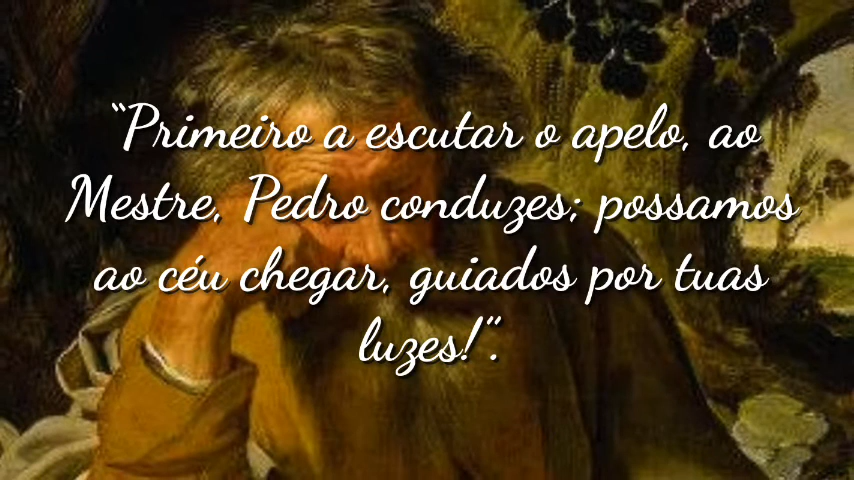 “Primeiro a escutar o apelo, ao
Mestre, Pedro conduzes; possamos
ao céu chegar, guiados por tuas
luzes!”.